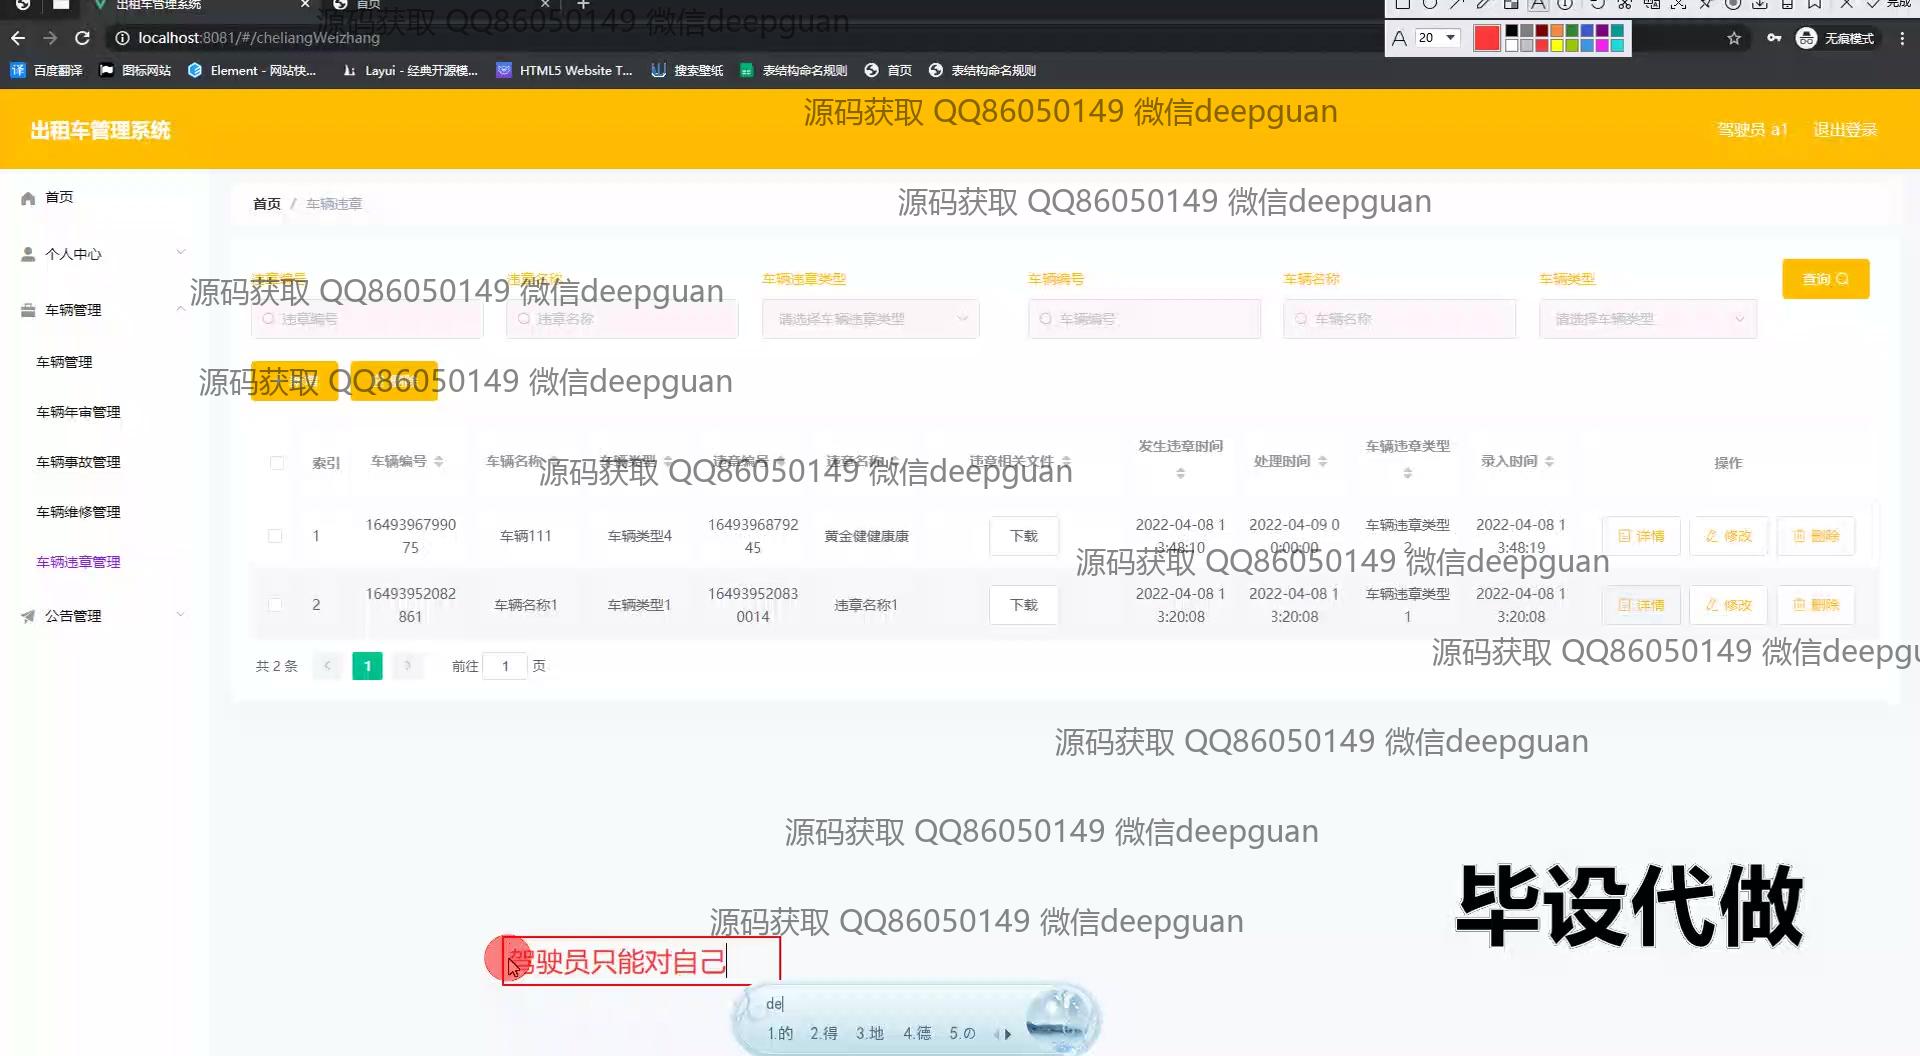 出租车管理系统
首页
完成
localhost:8081/#/cheliangWeizhang
源码获取 QQ86050149 微信deepguan
A 20
无痕模式
百度翻译
图标网站
Element - 网站快...
Layui - 经典开源模...
HTML5 Website T...
搜索壁纸
表结构命名规则
首页
表结构命名规则
源码获取 QQ86050149 微信deepguan
出租车管理系统
驾驶员 a1
退出登录
首页
首页 / 车辆违章
源码获取 QQ86050149 微信deepguan
个人中心
违章编号
违章名称
车辆违章类型
车辆编号
车辆名称
车辆类型
查询
源码获取 QQ86050149 微信deepguan
车辆管理
违章编号
违章名称
请选择车辆违章类型
车辆编号
车辆名称
请选择车辆类型
车辆管理
源码获取 QQ86050149 微信deepguan
车辆年审管理
车辆事故管理
索引
车辆编号
车辆名称
车辆类型
违章编号
违章名称
违章相关文件
发生违章时间
处理时间
车辆违章类型
录入时间
操作
源码获取 QQ86050149 微信deepguan
车辆维修管理
1
16493967990
75
车辆111
车辆类型4
16493968792
45
黄金健健康康
下载
2022-04-08 1
3:48:10
2022-04-09 0
0:00:00
车辆违章类型
2
2022-04-08 1
3:48:19
详情
修改
删除
车辆违章管理
源码获取 QQ86050149 微信deepguan
公告管理
2
16493952082
861
车辆名称1
车辆类型1
16493952083
0014
违章名称1
下载
2022-04-08 1
3:20:08
2022-04-08 1
3:20:08
车辆违章类型
1
2022-04-08 1
3:20:08
详情
修改
删除
源码获取 QQ86050149 微信deepgu
共 2 条
1
前往 1 页
源码获取 QQ86050149 微信deepguan
源码获取 QQ86050149 微信deepguan
毕设代做
源码获取 QQ86050149 微信deepguan
驾驶员只能对自己
de
1.的 2.得 3.地 4.德 5.の